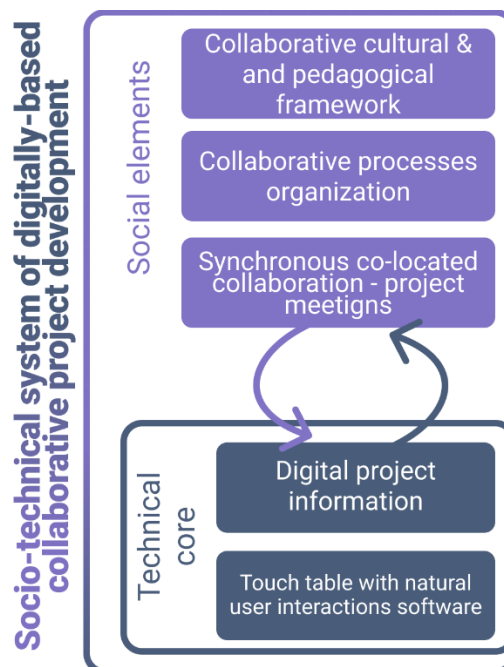 Socio-technical system of digitally-based
collaborative project development
Social elements
Collaborative cultural &
and pedagogical
framework
Collaborative processes
organization
Synchronous co-located
collaboration - project
meetigns
Technical
core
Digital project
information
Touch table with natural
user interactions software